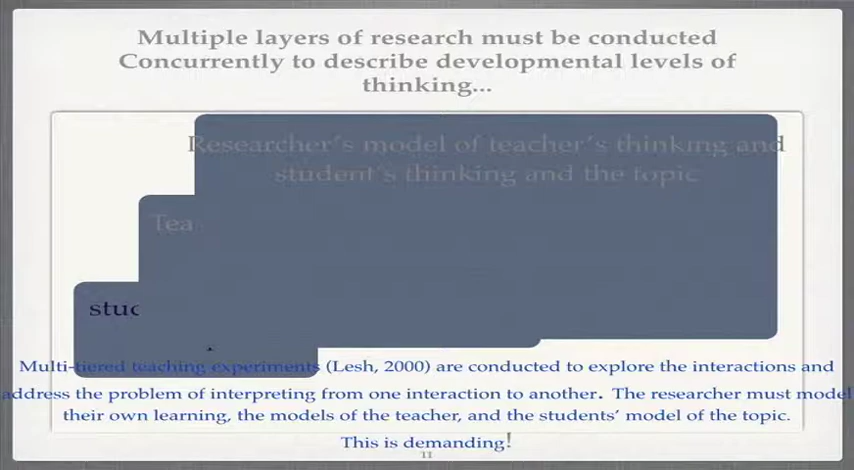 Multiple layers of research must be conducted
Concurrently to describe developmental levels of
thinking...
Researcher's model of teacher's thinking and
student's thinking and the topic
Tea
stuc
Multi-tiered teaching experiments (Lesh, 2000) are conducted to explore the interactions and
address the problem of interpreting from one interaction to another. The researcher must model
their own learning, the models of the teacher, and the students' model of the topic.
This is demanding!
11